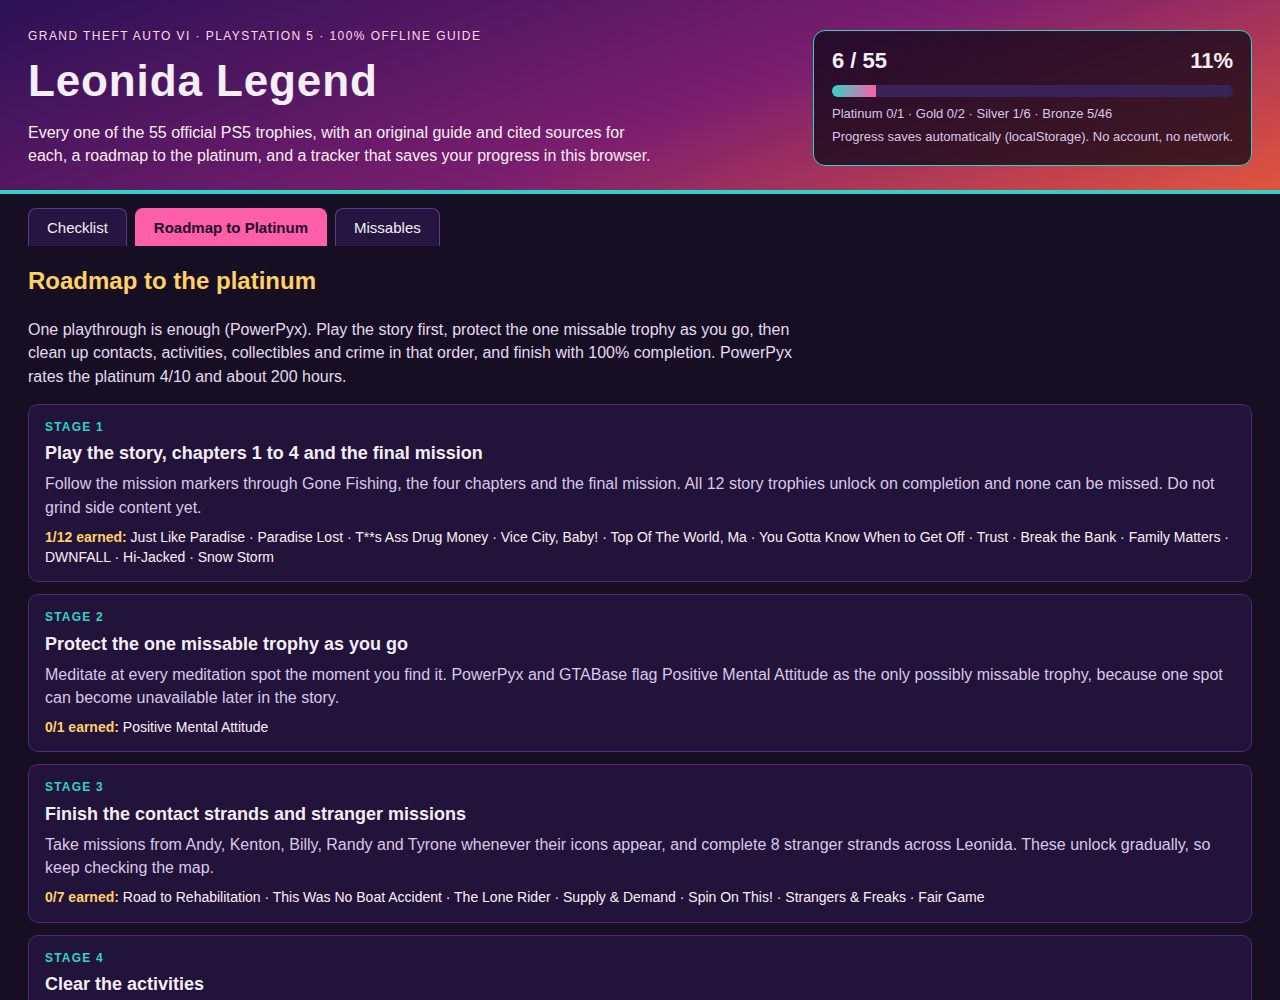 GRAND THEFT AUTO VI · PLAYSTATION 5 · 100% OFFLINE GUIDE
Leonida Legend
Every one of the 55 official PS5 trophies, with an original guide and cited sources for
each, a roadmap to the platinum, and a tracker that saves your progress in this browser.
6 / 55 11%
Platinum 0/1 · Gold 0/2 · Silver 1/6 · Bronze 5/46
Progress saves automatically (localStorage). No account, no network.
Checklist Roadmap to Platinum Missables
Roadmap to the platinum
One playthrough is enough (PowerPyx). Play the story first, protect the one missable trophy as you go, then
clean up contacts, activities, collectibles and crime in that order, and finish with 100% completion. PowerPyx
rates the platinum 4/10 and about 200 hours.
STAGE 1
Play the story, chapters 1 to 4 and the final mission
Follow the mission markers through Gone Fishing, the four chapters and the final mission. All 12 story trophies unlock on completion and none can be missed. Do not
grind side content yet.
1/12 earned: Just Like Paradise · Paradise Lost · T**s Ass Drug Money · Vice City, Baby! · Top Of The World, Ma · You Gotta Know When to Get Off · Trust · Break the Bank · Family Matters ·
DWNFALL · Hi-Jacked · Snow Storm
STAGE 2
Protect the one missable trophy as you go
Meditate at every meditation spot the moment you find it. PowerPyx and GTABase flag Positive Mental Attitude as the only possibly missable trophy, because one spot
can become unavailable later in the story.
0/1 earned: Positive Mental Attitude
STAGE 3
Finish the contact strands and stranger missions
Take missions from Andy, Kenton, Billy, Randy and Tyrone whenever their icons appear, and complete 8 stranger strands across Leonida. These unlock gradually, so
keep checking the map.
0/7 earned: Road to Rehabilitation · This Was No Boat Accident · The Lone Rider · Supply & Demand · Spin On This! · Strangers & Freaks · Fair Game
STAGE 4
Clear the activities